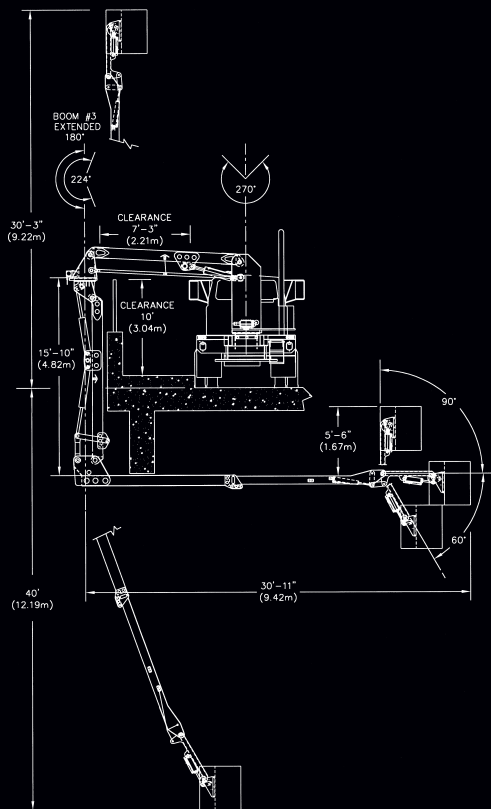 BOOM #3
EXTENDED
180°
224°
270°
30'-3"
(9.22m)
CLEARANCE
7'-3"
(2.21m)
CLEARANCE
10'
(3.04m)
15'-10"
(4.82m)
90°
5'-6"
(1.67m)
60°
30'-11"
(9.42m)
40'
(12.19m)